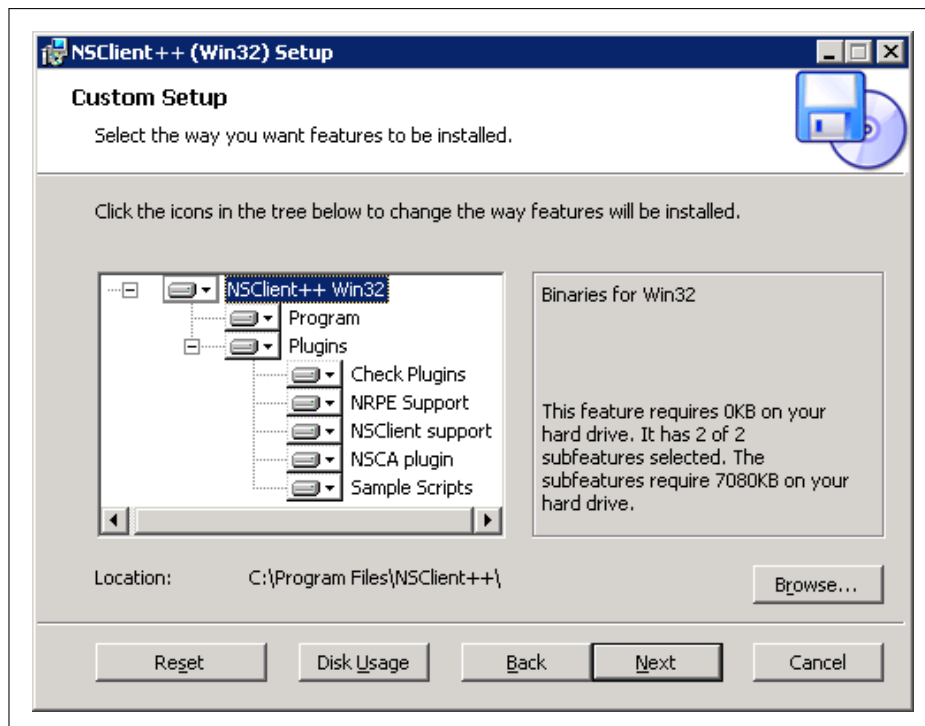 NSClient++ (Win32) Setup
Custom Setup
Select the way you want features to be installed.
Click the icons in the tree below to change the way features will be installed.
NSClient++ Win32
Program
Plugins
Check Plugins
NRPE Support
NSClient support
NSCA plugin
Sample Scripts
Binaries for Win32
This feature requires 0KB on your
hard drive. It has 2 of 2
subfeatures selected. The
subfeatures require 7080KB on your
hard drive.
Location: C:\Program Files\NSClient++\
Browse...
Reset Disk Usage Back Next Cancel